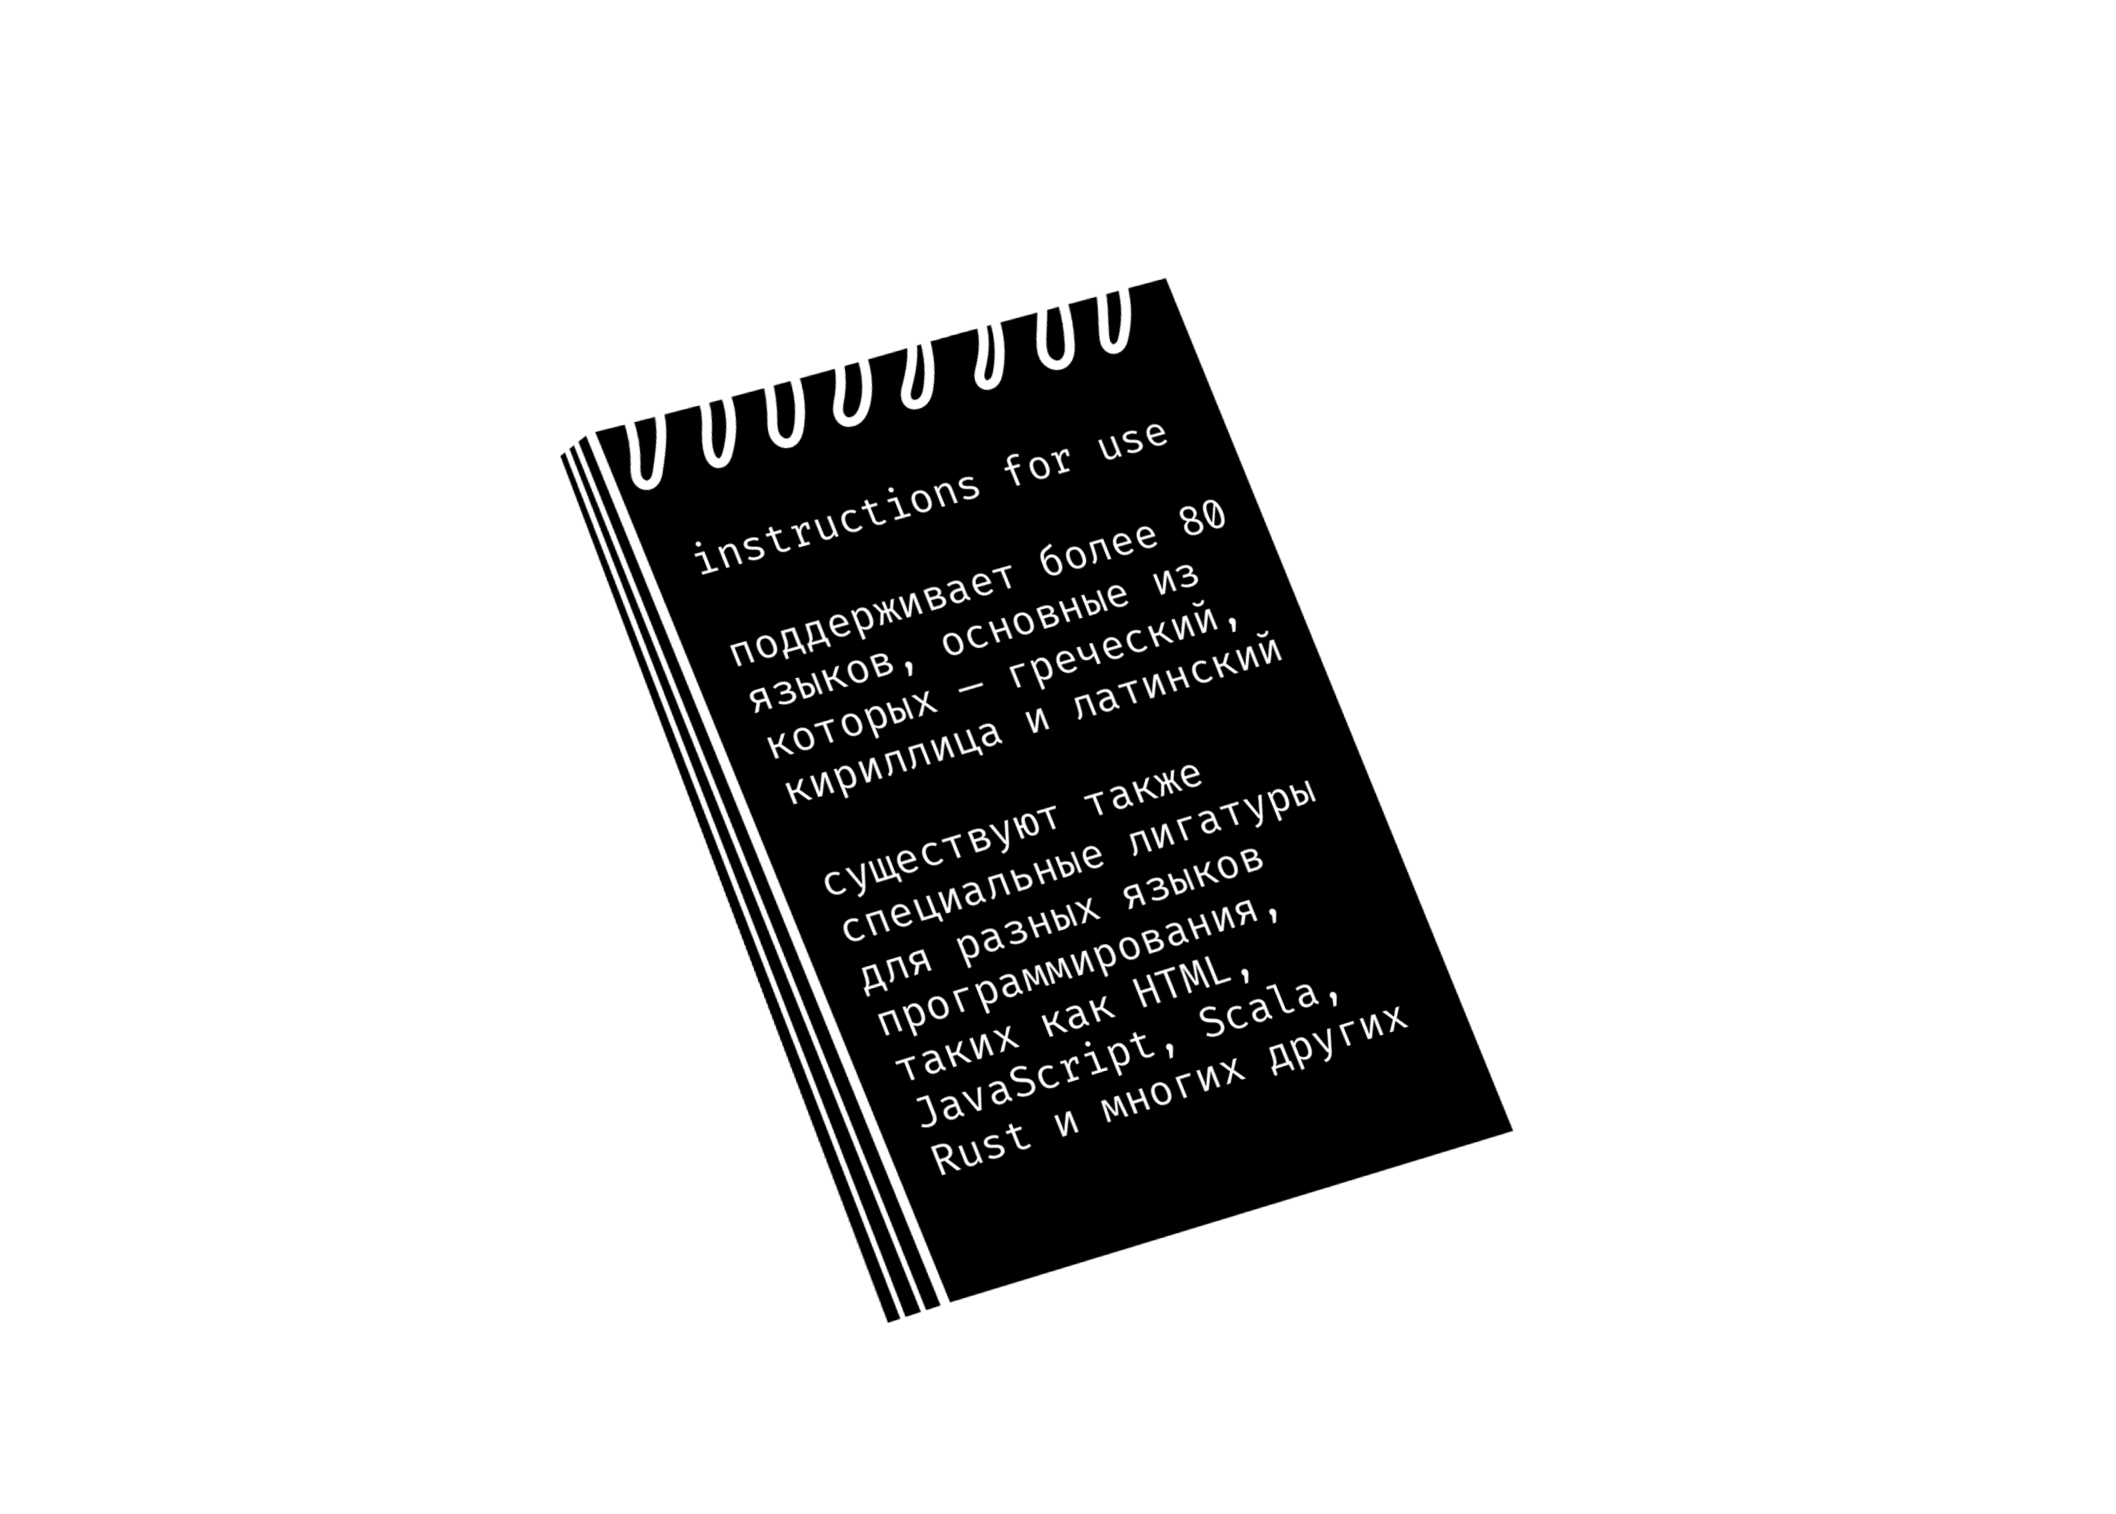 instructions for use
поддерживает более 80
языков, основные из
которых — греческий,
кириллица и латинский
существуют также
специальные лигатуры
для разных языков
программирования,
таких как HTML,
JavaScript, Scala,
Rust и многих других